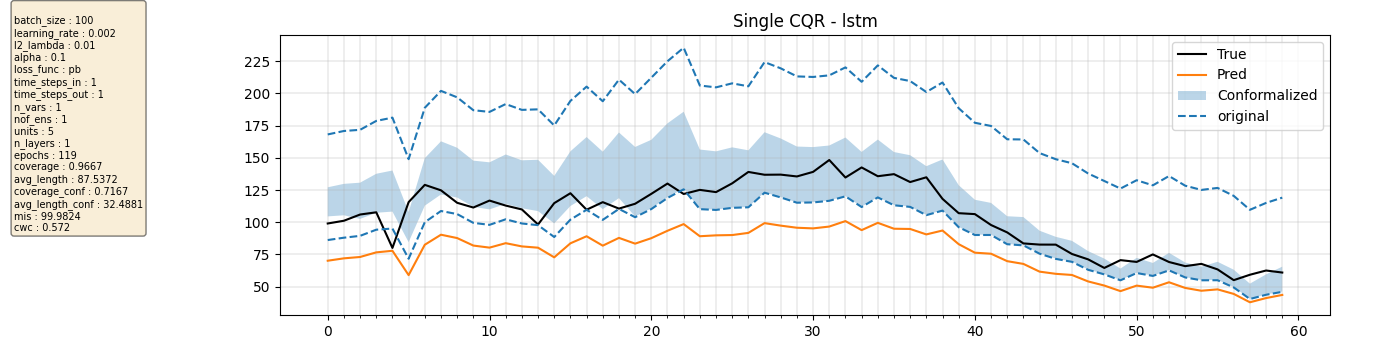 batch_size : 100
learning_rate : 0.002
l2_lambda : 0.01
alpha : 0.1
loss_func : pb
time_steps_in : 1
time_steps_out : 1
n_vars : 1
nof_ens : 1
units : 5
n_layers : 1
epochs : 119
coverage : 0.9667
avg_length : 87.5372
coverage_conf : 0.7167
avg_length_conf : 32.4881
mis : 99.9824
cwc : 0.572
Single CQR - lstm
True
Pred
Conformalized
original
225
200
175
150
125
100
75
50
0 10 20 30 40 50 60